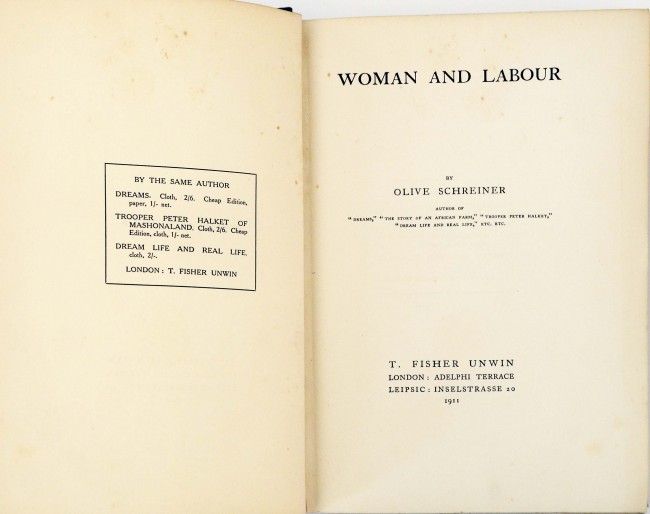 BY THE SAME AUTHOR
DREAMS. Cloth, 2/6. Cheap Edition,
paper, 1/- net.
TROOPER PETER HALKET OF
MASHONALAND. Cloth, 2/6. Cheap
Edition, cloth, 1/- net.
DREAM LIFE AND REAL LIFE,
cloth, 2/-.
LONDON: T. FISHER UNWIN
WOMAN AND LABOUR
BY
OLIVE SCHREINER
AUTHOR OF
"DREAMS," "THE STORY OF AN AFRICAN FARM," "TROOPER PETER HALKET,"
"DREAM LIFE AND REAL LIFE," ETC. ETC.
T. FISHER UNWIN
LONDON: ADELPHI TERRACE
LEIPSIC: INSELSTRASSE 20
1911